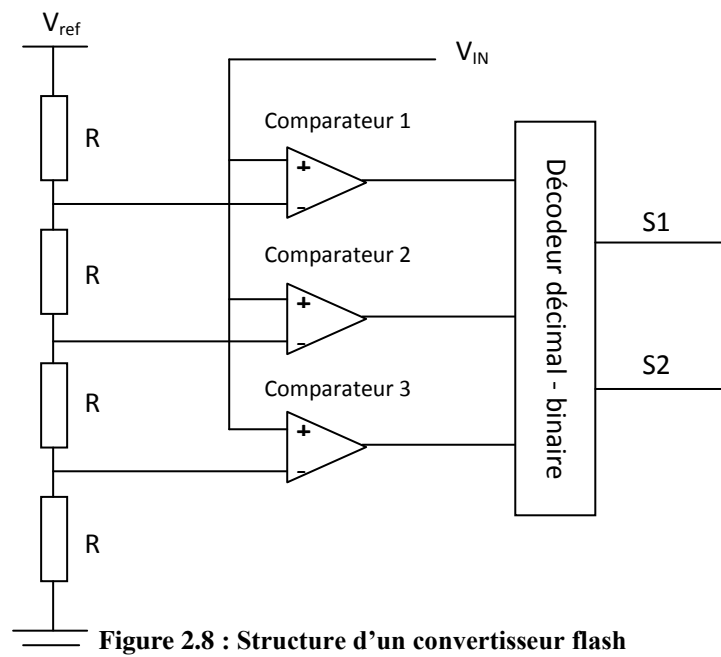 Vref
VIN
R
Comparateur 1
+
-
R
Comparateur 2
+
-
R
Comparateur 3
+
-
R
Décodeur décimal - binaire
S1
S2
Figure 2.8 : Structure d’un convertisseur flash